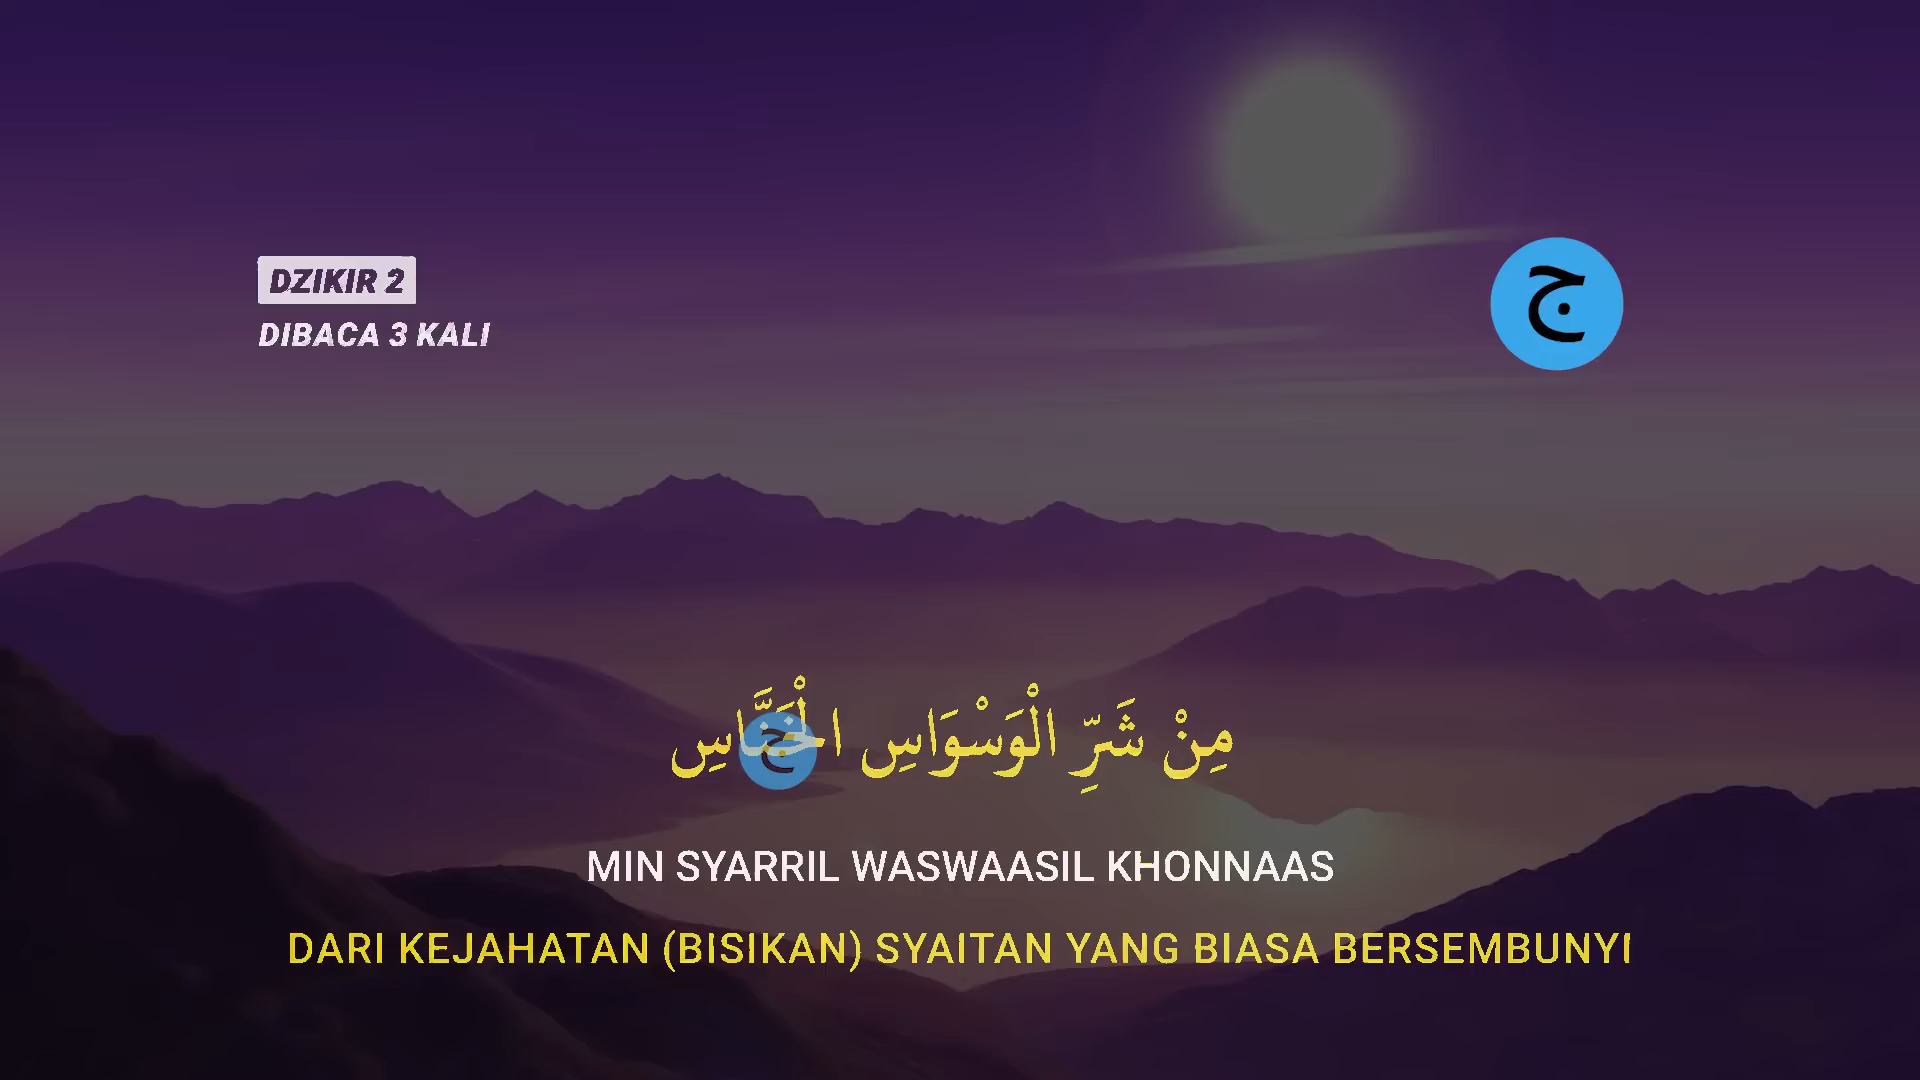 DZIKIR 2
DIBACA 3 KALI
ج
مِنْ شَرِّ الْوَسْوَاسِ الْخَنَّاسِ
ج
MIN SYARRIL WASWAASIL KHONNAAS
DARI KEJAHATAN (BISIKAN) SYAITAN YANG BIASA BERSEMBUNYI